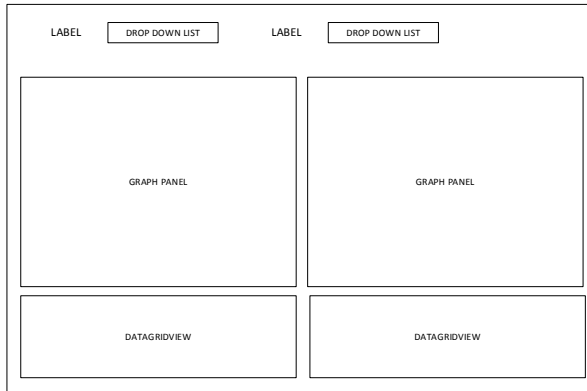 LABEL DROP DOWN LIST LABEL DROP DOWN LIST
GRAPH PANEL GRAPH PANEL
DATAGRIDVIEW DATAGRIDVIEW